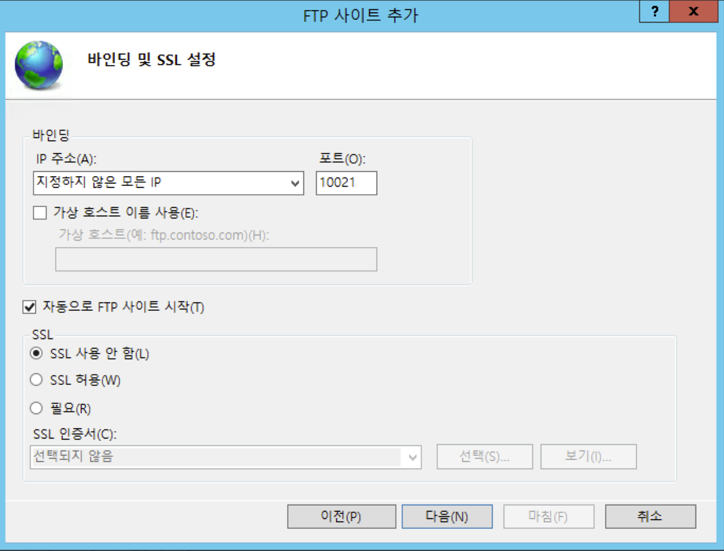 FTP 사이트 추가
? x
바인딩 및 SSL 설정
바인딩
IP 주소(A): 포트(O):
지정하지 않은 모든 IP 10021
가상 호스트 이름 사용(E):
가상 호스트(예: ftp.contoso.com)(H):
자동으로 FTP 사이트 시작(T)
SSL
SSL 사용 안 함(L)
SSL 허용(W)
필요(R)
SSL 인증서(C):
선택되지 않음 선택(S)... 보기(I)...
이전(P) 다음(N) 마침(F) 취소